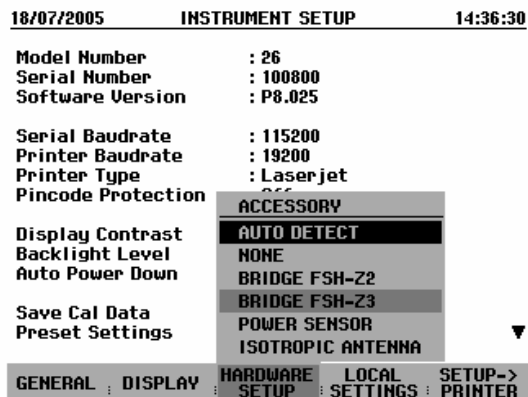 18/07/2005 INSTRUMENT SETUP 14:36:30
Model Number : 26
Serial Number : 100800
Software Version : P8.025
Serial Baudrate : 115200
Printer Baudrate : 19200
Printer Type : Laserjet
Pincode Protection
ACCESSORY
Display Contrast AUTO DETECT
Backlight Level NONE
Auto Power Down BRIDGE FSH-Z2
BRIDGE FSH-Z3
Save Cal Data POWER SENSOR
Preset Settings ISOTROPIC ANTENNA
GENERAL DISPLAY HARDWARE SETUP LOCAL SETTINGS SETUP-> PRINTER